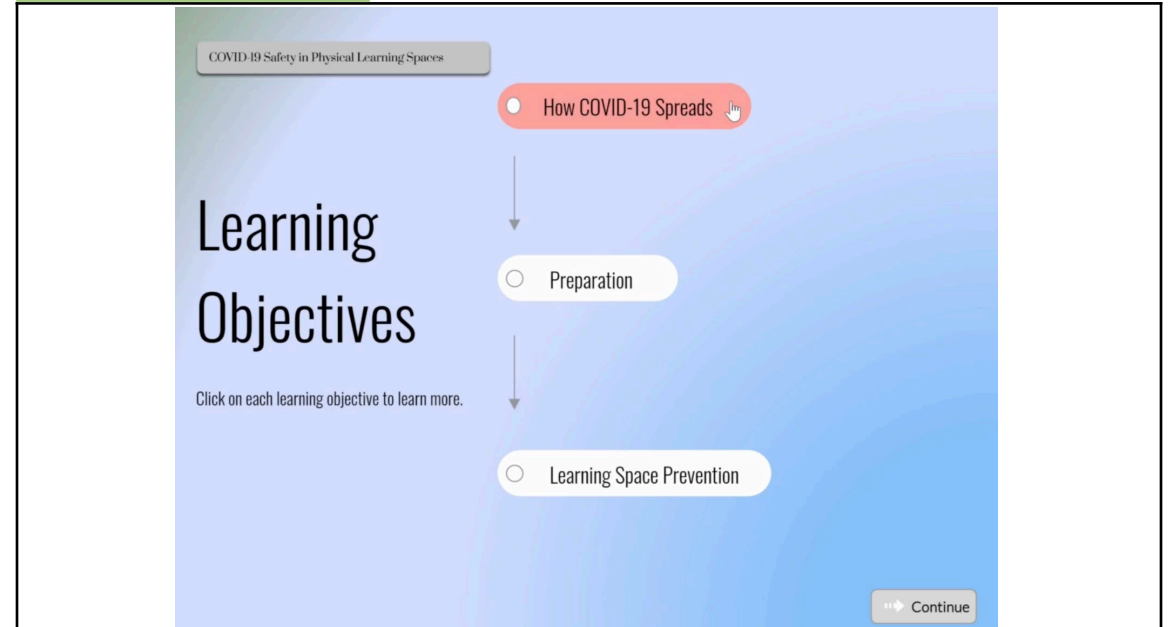 COVID-19 Safety in Physical Learning Spaces
How COVID-19 Spreads
Learning
Objectives
Preparation
Click on each learning objective to learn more.
Learning Space Prevention
Continue